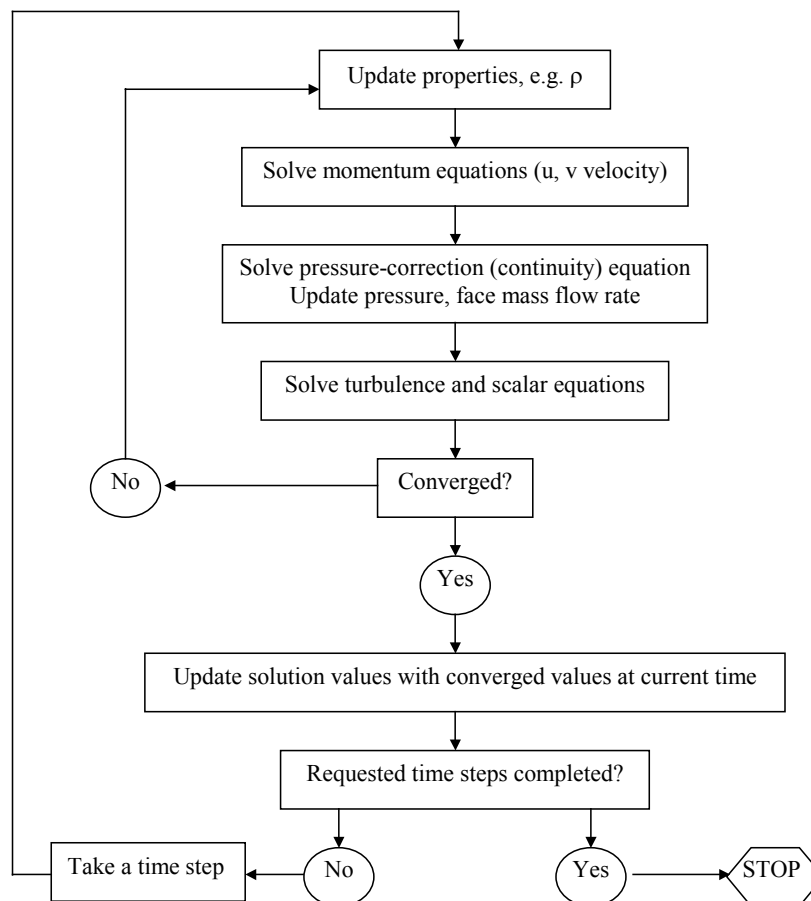 Update properties, e.g. ρ
Solve momentum equations (u, v velocity)
Solve pressure-correction (continuity) equation
Update pressure, face mass flow rate
Solve turbulence and scalar equations
No
Converged?
Yes
Update solution values with converged values at current time
Requested time steps completed?
Take a time step
No
Yes
STOP